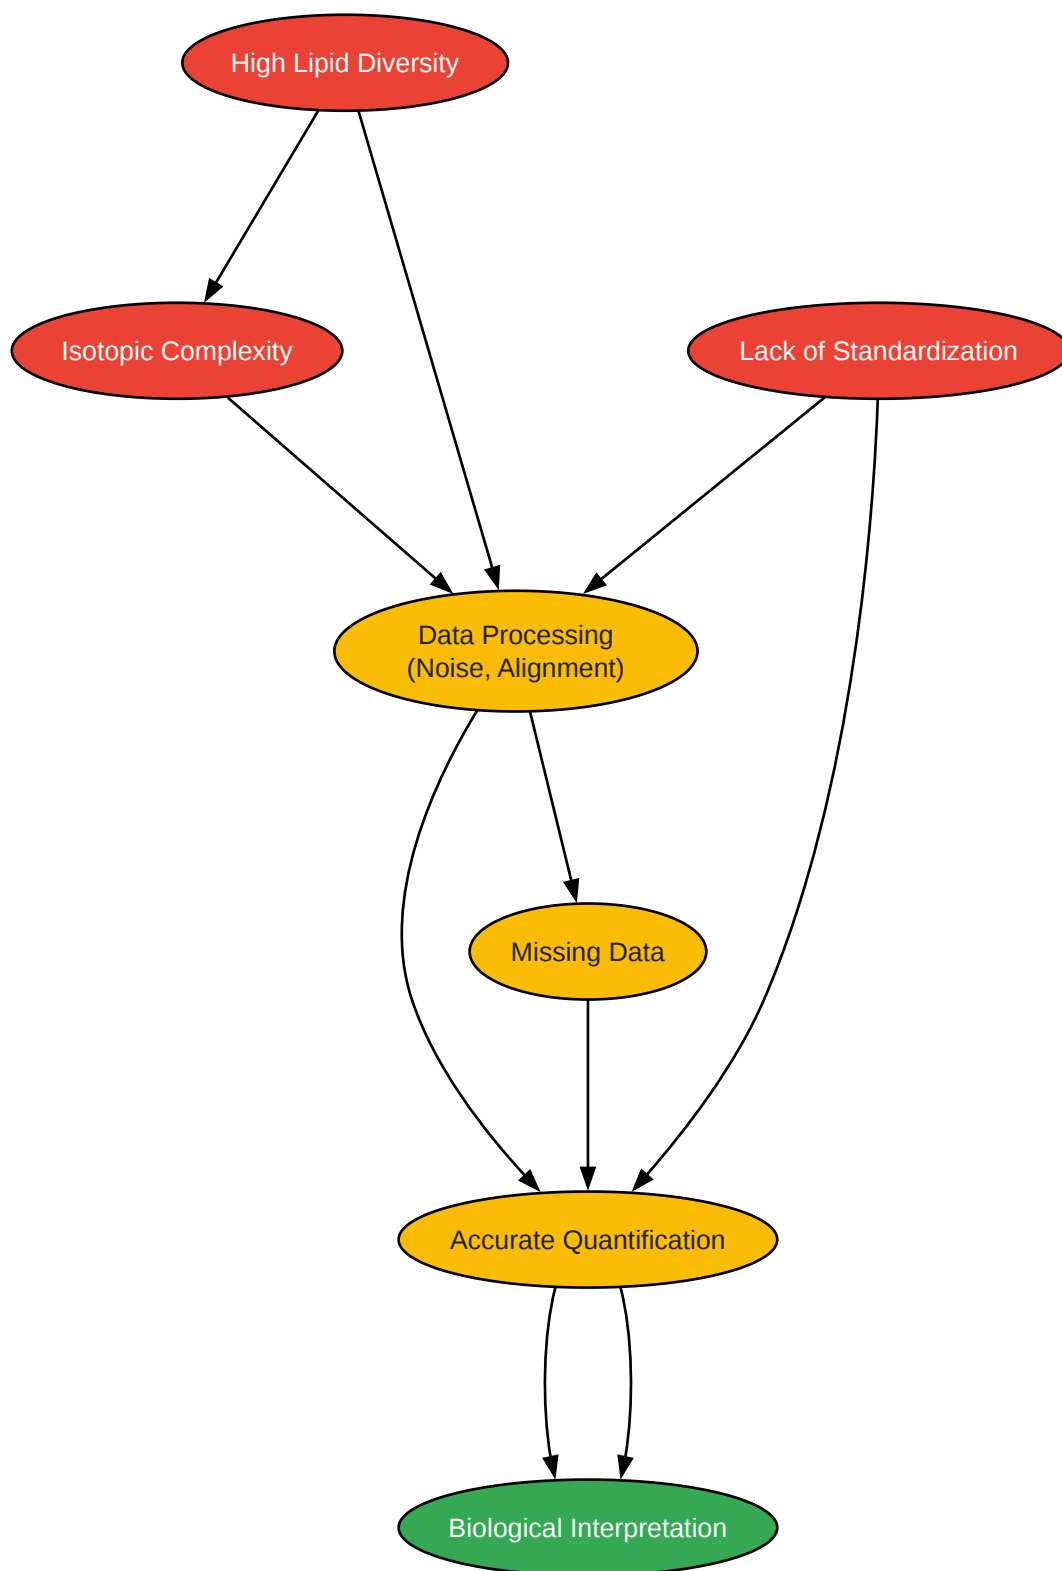 High Lipid Diversity
Isotopic Complexity
Lack of Standardization
Data Processing
(Noise, Alignment)
Missing Data
Accurate Quantification
Biological Interpretation